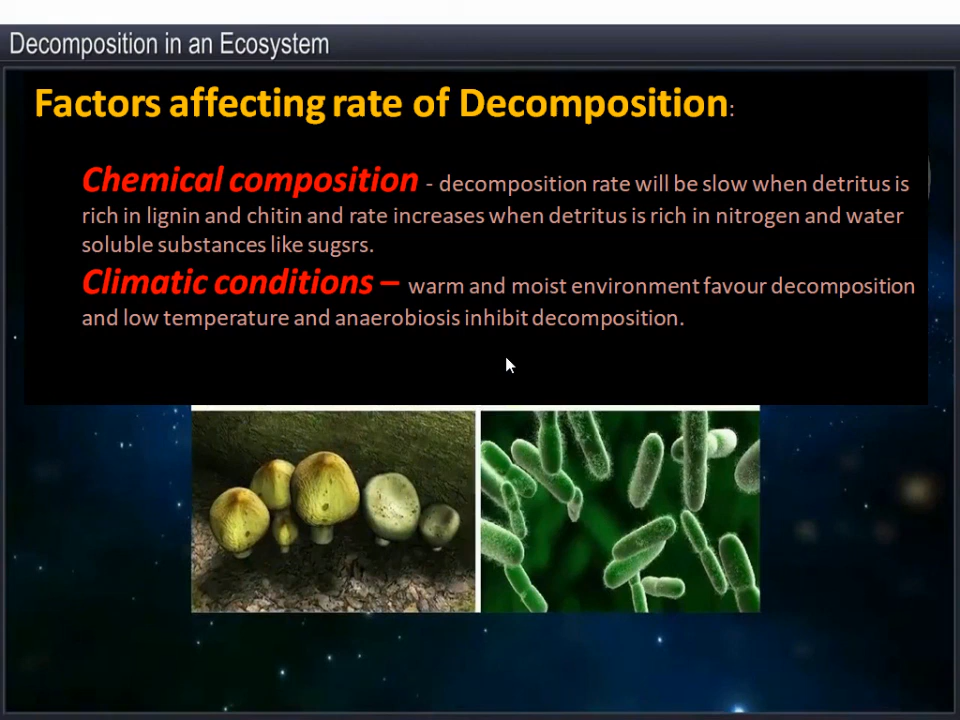 Decomposition in an Ecosystem
Factors affecting rate of Decomposition:
Chemical composition - decomposition rate will be slow when detritus is
rich in lignin and chitin and rate increases when detritus is rich in nitrogen and water
soluble substances like sugsrs.
Climatic conditions – warm and moist environment favour decomposition
and low temperature and anaerobiosis inhibit decomposition.